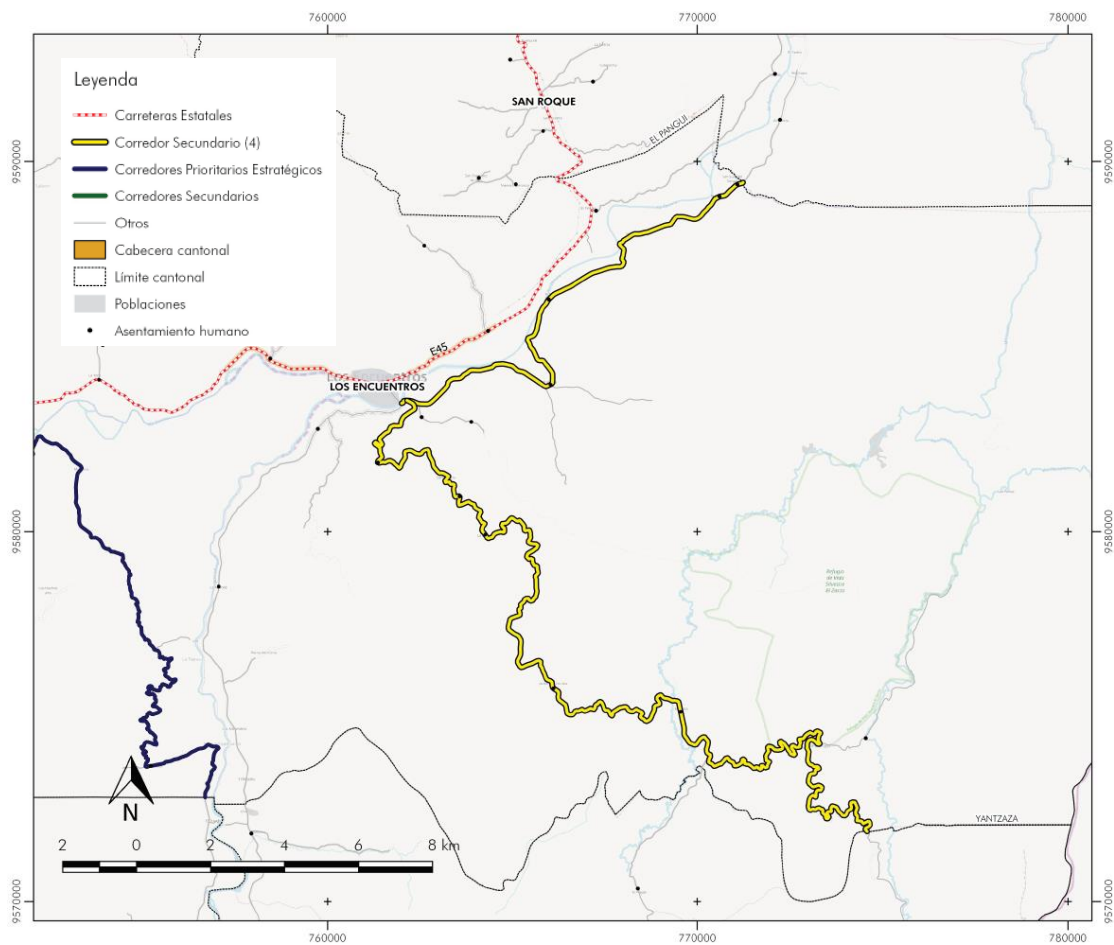 760000
770000
780000
Leyenda
Carreteras Estatales
Corredor Secundario (4)
Corredores Prioritarios Estratégicos
Corredores Secundarios
Otros
Cabecera cantonal
Límite cantonal
Poblaciones
Asentamiento humano
SAN ROQUE
EL PANGUI
9590000
9590000
E45
LOS ENCUENTROS
9580000
9580000
YANTZAZA
N
2 0 2 4 6 8 km
9570000
9570000
760000
770000
780000